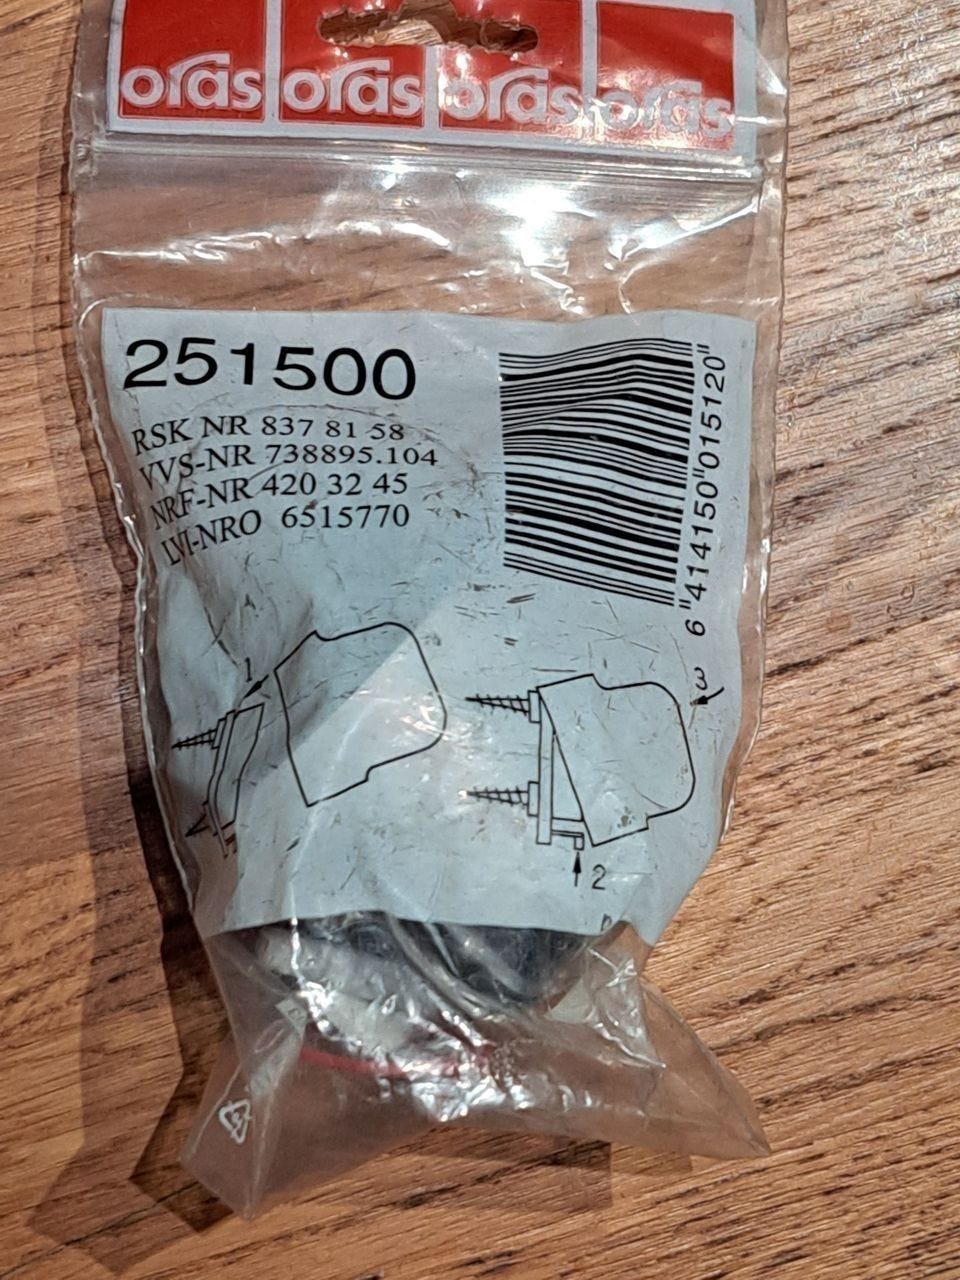 oras oras oras oras
251500
RSK NR 837 81 58
VVS-NR 738895.104
NRF-NR 420 32 45
LVI-NRO 6515770
6 "414150"015120"
1
3
2